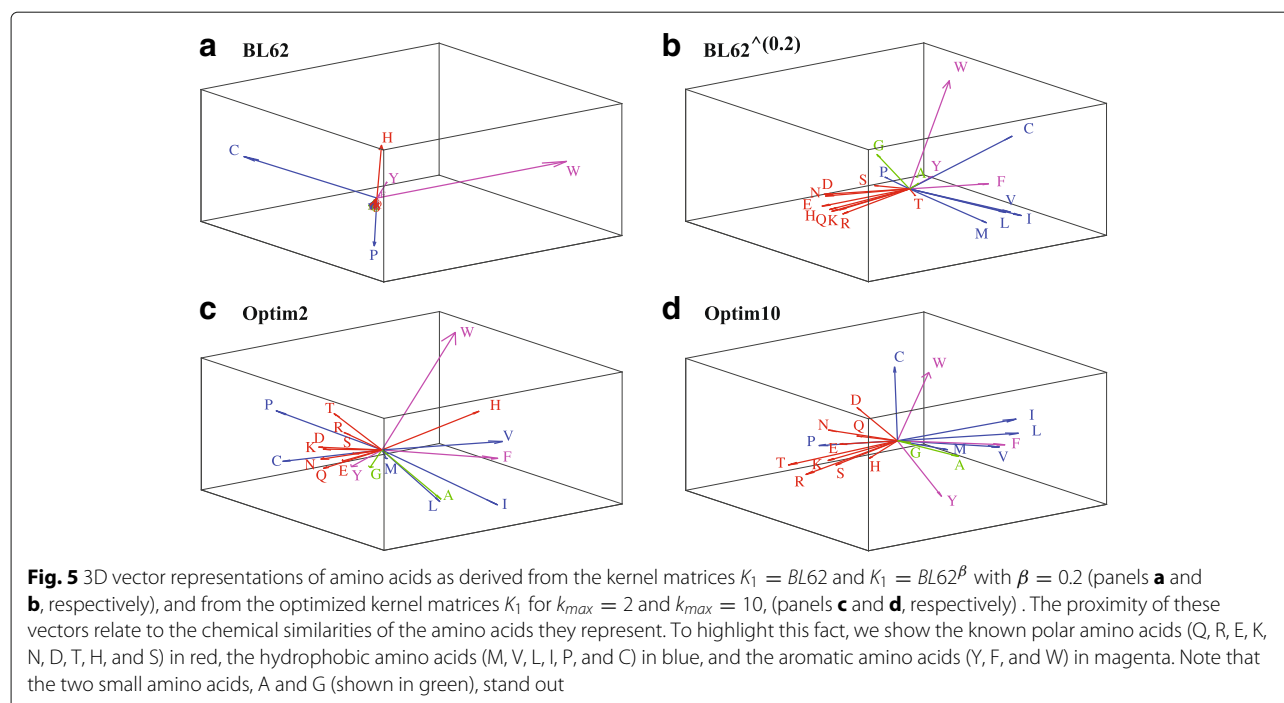 a BL62
H
C
Y
W
P
b BL62^(0.2)
W
C
G
P
A
Y
S
F
D
N
T
V
E
H
Q
K
R
L
I
M
c Optim2
W
P
T
H
R
D
S
V
K
C
N
E
M
F
Q
Y
G
L
A
I
d Optim10
C
W
D
I
N
Q
L
P
E
F
V
T
K
S
H
G
M
A
R
Y
Fig. 5 3D vector representations of amino acids as derived from the kernel matrices K₁ = BL62 and K₁ = BL62^β with β = 0.2 (panels a and
b, respectively), and from the optimized kernel matrices K₁ for kmax = 2 and kmax = 10, (panels c and d, respectively) . The proximity of these
vectors relate to the chemical similarities of the amino acids they represent. To highlight this fact, we show the known polar amino acids (Q, R, E, K,
N, D, T, H, and S) in red, the hydrophobic amino acids (M, V, L, I, P, and C) in blue, and the aromatic amino acids (Y, F, and W) in magenta. Note that
the two small amino acids, A and G (shown in green), stand out